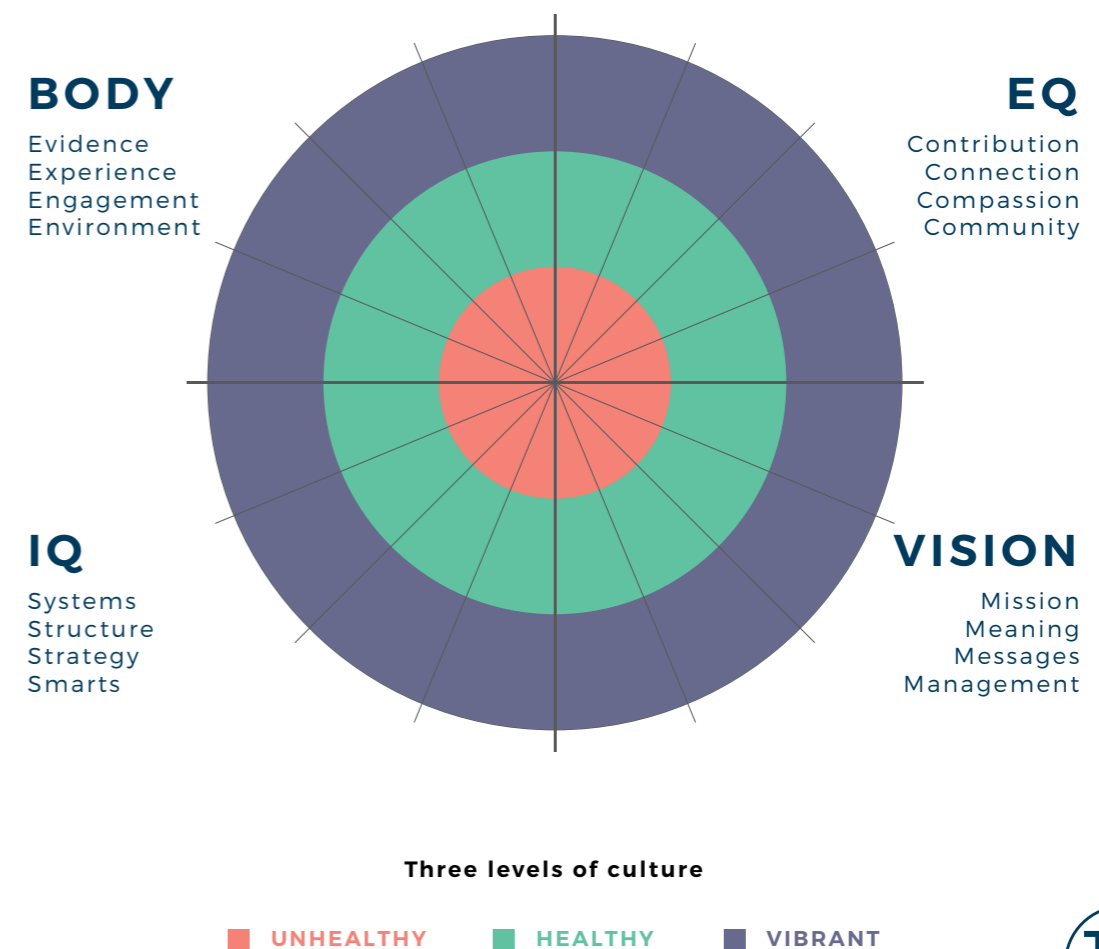 BODY
Evidence
Experience
Engagement
Environment
EQ
Contribution
Connection
Compassion
Community
IQ
Systems
Structure
Strategy
Smarts
VISION
Mission
Meaning
Messages
Management
Three levels of culture
UNHEALTHY
HEALTHY
VIBRANT